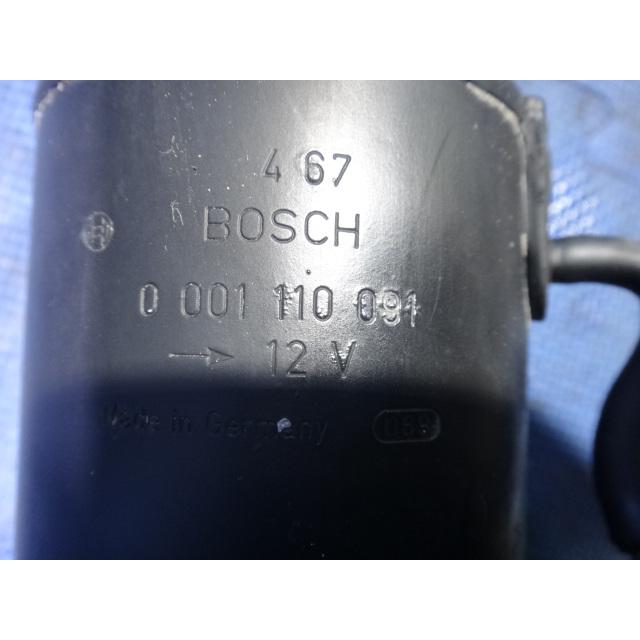 4 67
BOSCH
0 001 110 091
→ 12 V
Made in Germany